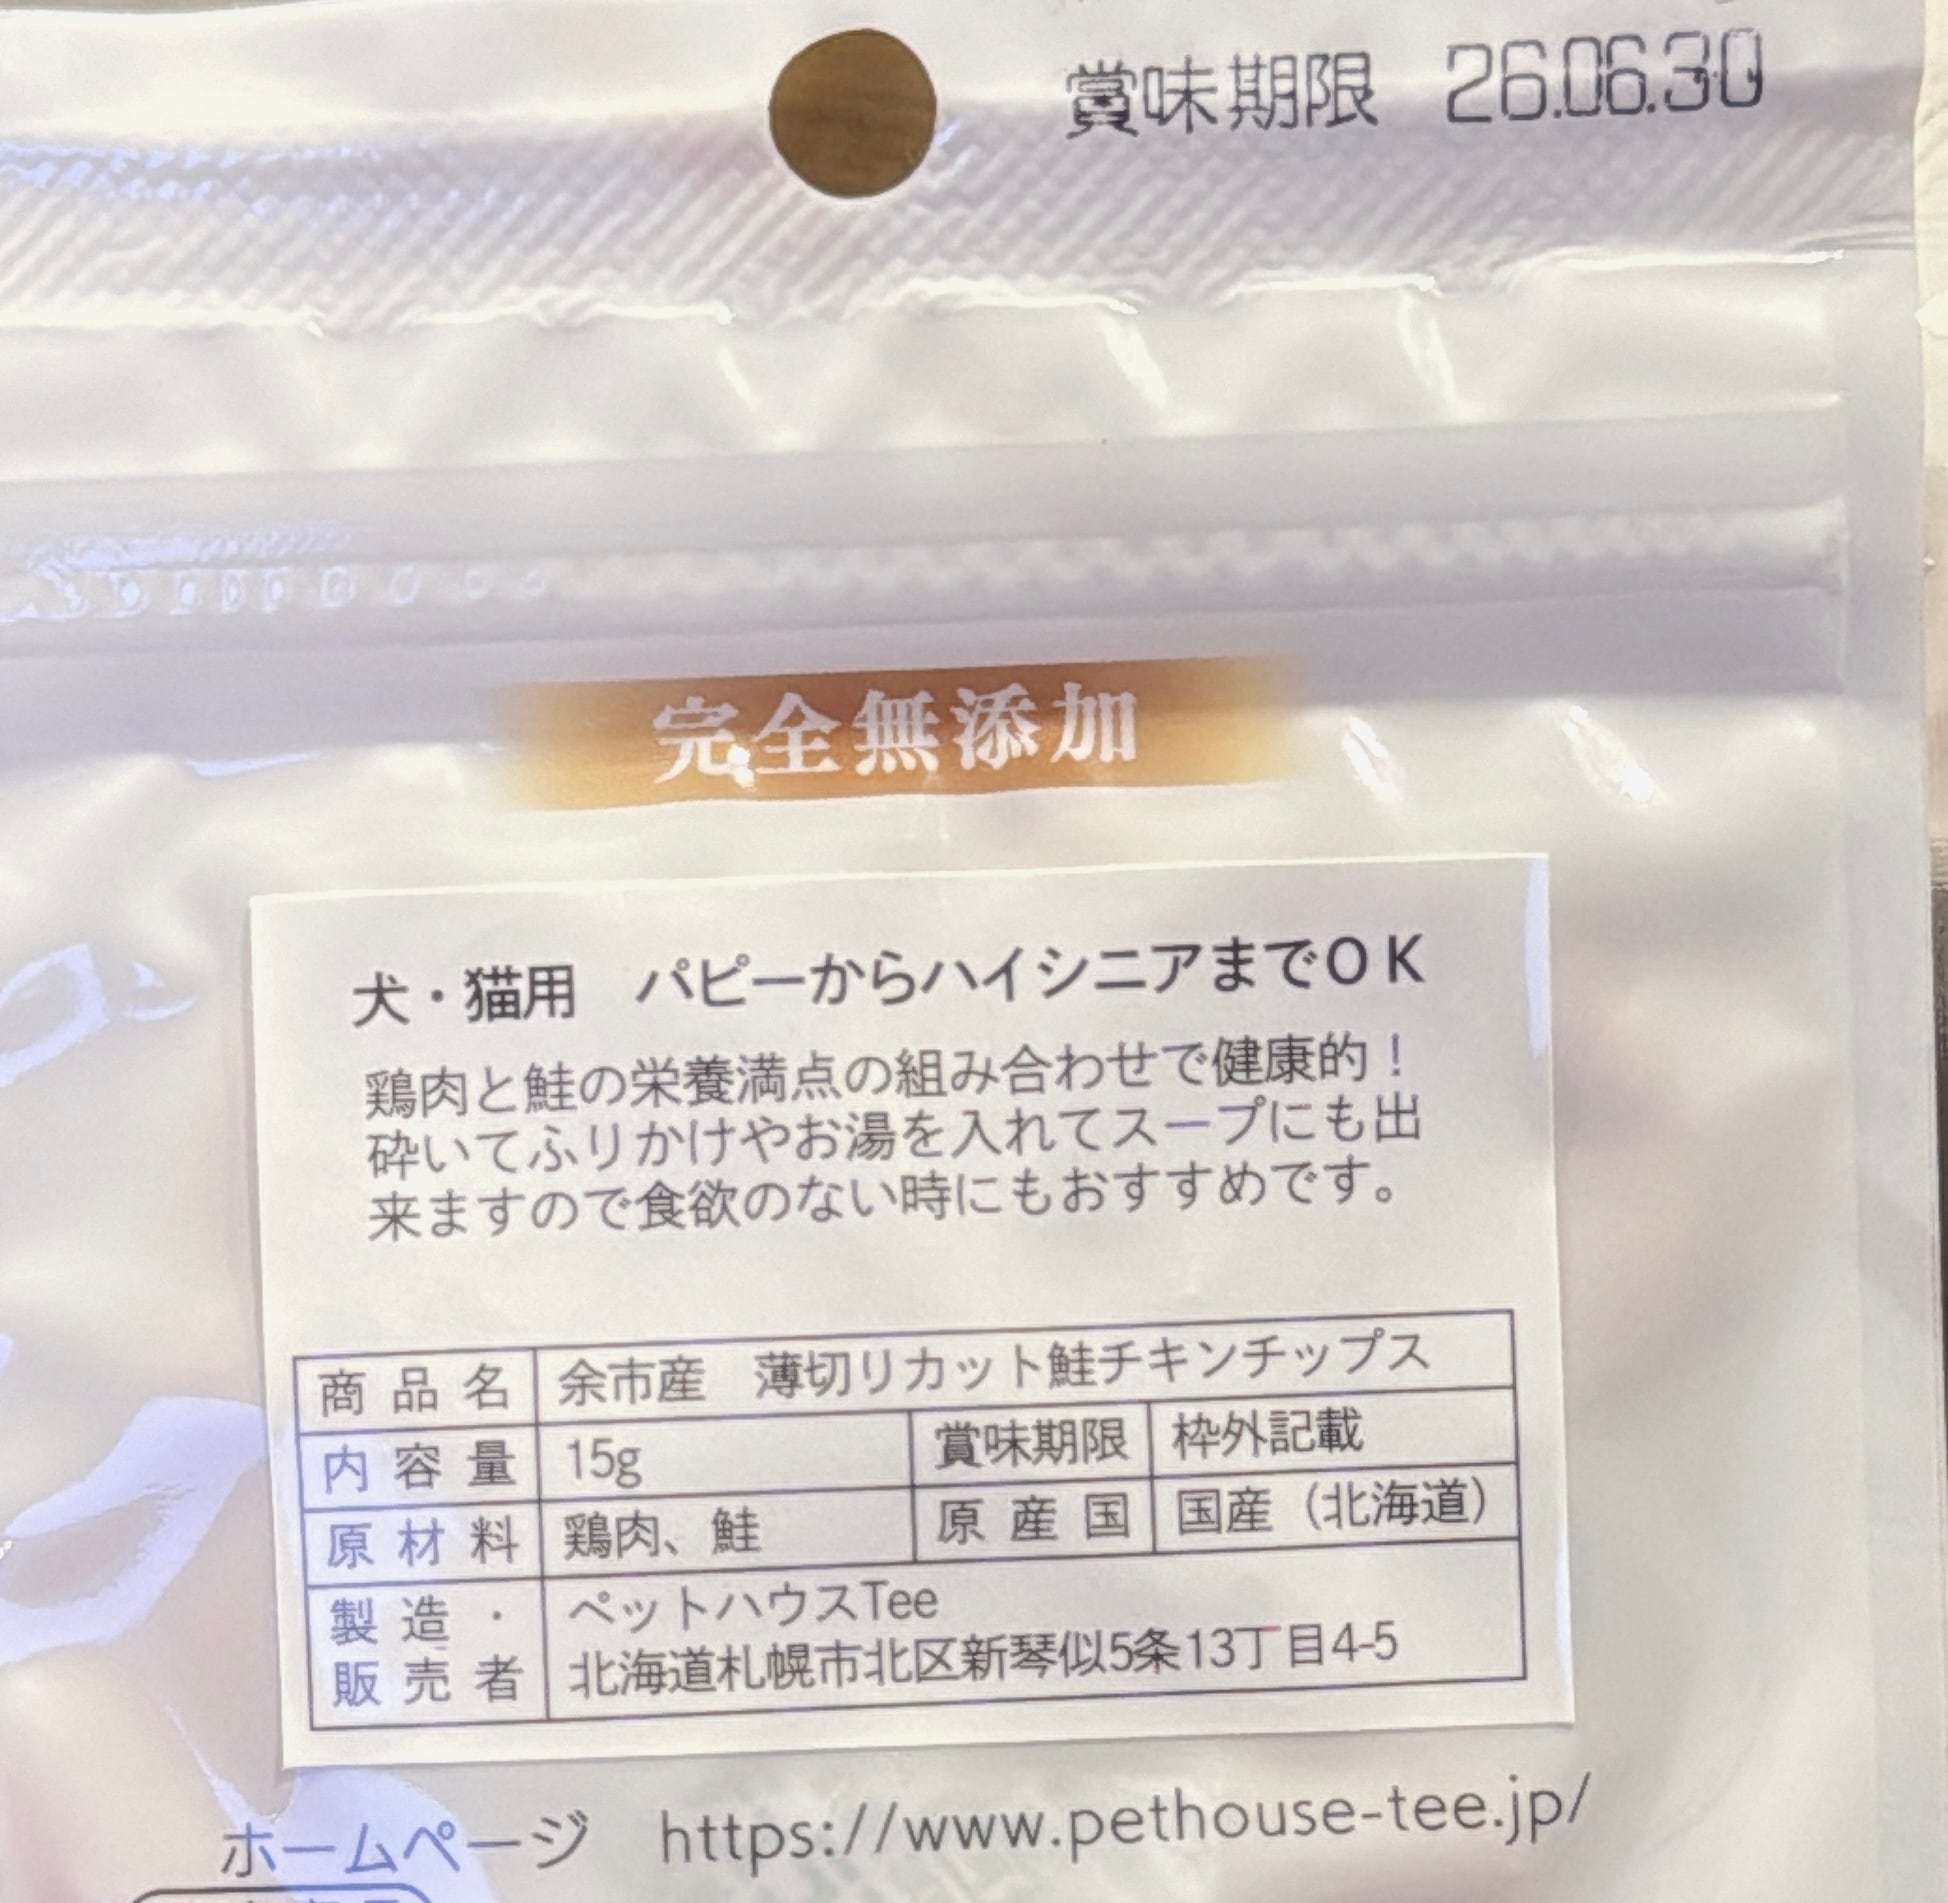 賞味期限 26.06.30
完全無添加
犬・猫用　パピーからハイシニアまでOK
鶏肉と鮭の栄養満点の組み合わせで健康的！
砕いてふりかけやお湯を入れてスープにも出
来ますので食欲のない時にもおすすめです。
商品名 余市産　薄切りカット鮭チキンチップス
内容量 15g 賞味期限 枠外記載
原材料 鶏肉、鮭 原産国 国産（北海道）
製造・ ペットハウスTee
販売者 北海道札幌市北区新琴似5条13丁目4-5
ホームページ　https://www.pethouse-tee.jp/